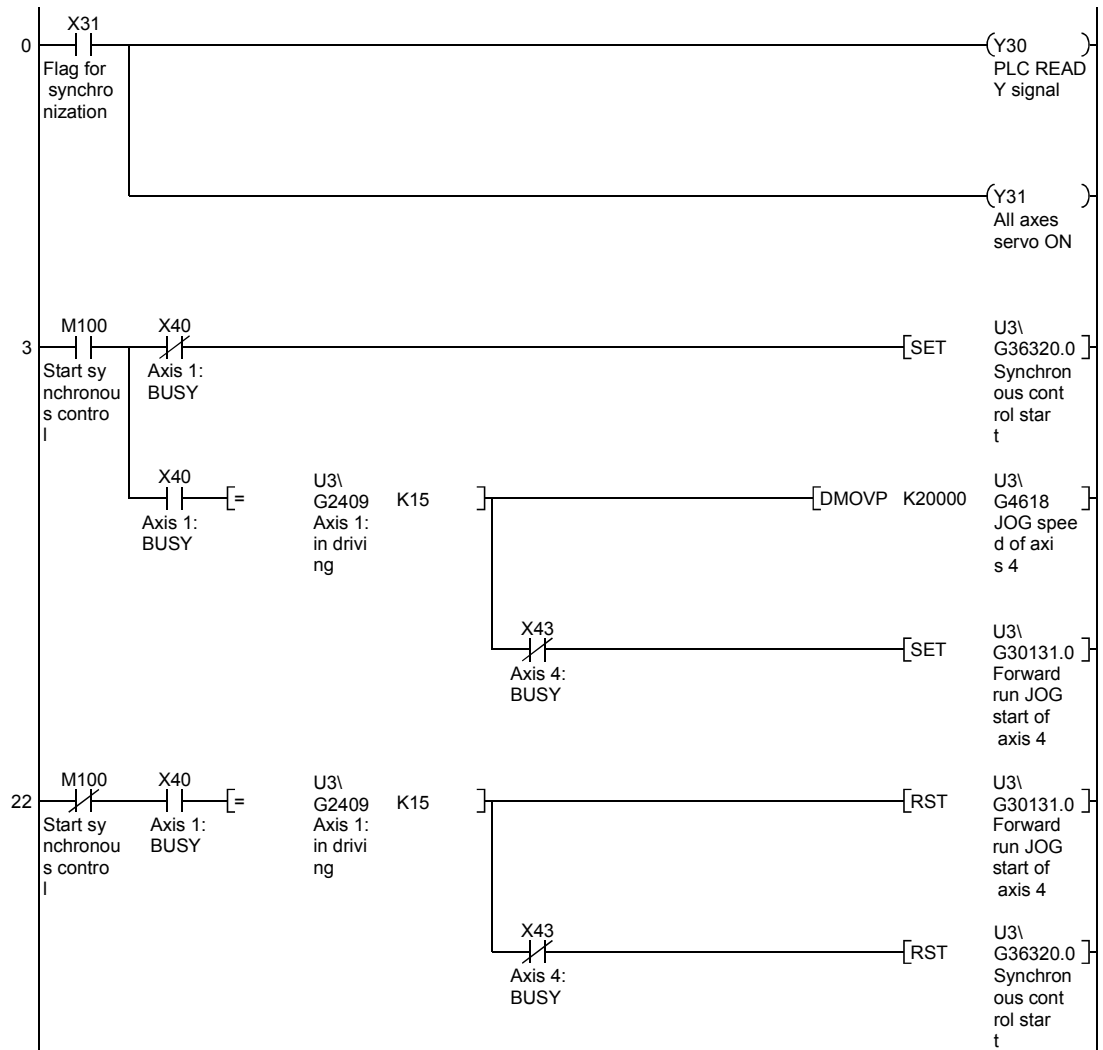 X31
0
(Y30 )
Flag for
synchro
nization
PLC READ
Y signal
(Y31 )
All axes
servo ON
M100 X40
3
[SET U3\
G36320.0 ]
Start sy
nchronou
s contro
l
Axis 1:
BUSY
Synchron
ous cont
rol star
t
X40
[= U3\
G2409 K15 ]
Axis 1:
BUSY
Axis 1:
in drivi
ng
[DMOVP K20000 U3\
G4618 ]
JOG spee
d of axi
s 4
X43
Axis 4:
BUSY
[SET U3\
G30131.0 ]
Forward
run JOG
start of
axis 4
M100 X40
22
[= U3\
G2409 K15 ]
Start sy
nchronou
s contro
l
Axis 1:
BUSY
Axis 1:
in drivi
ng
[RST U3\
G30131.0 ]
Forward
run JOG
start of
axis 4
X43
Axis 4:
BUSY
[RST U3\
G36320.0 ]
Synchron
ous cont
rol star
t